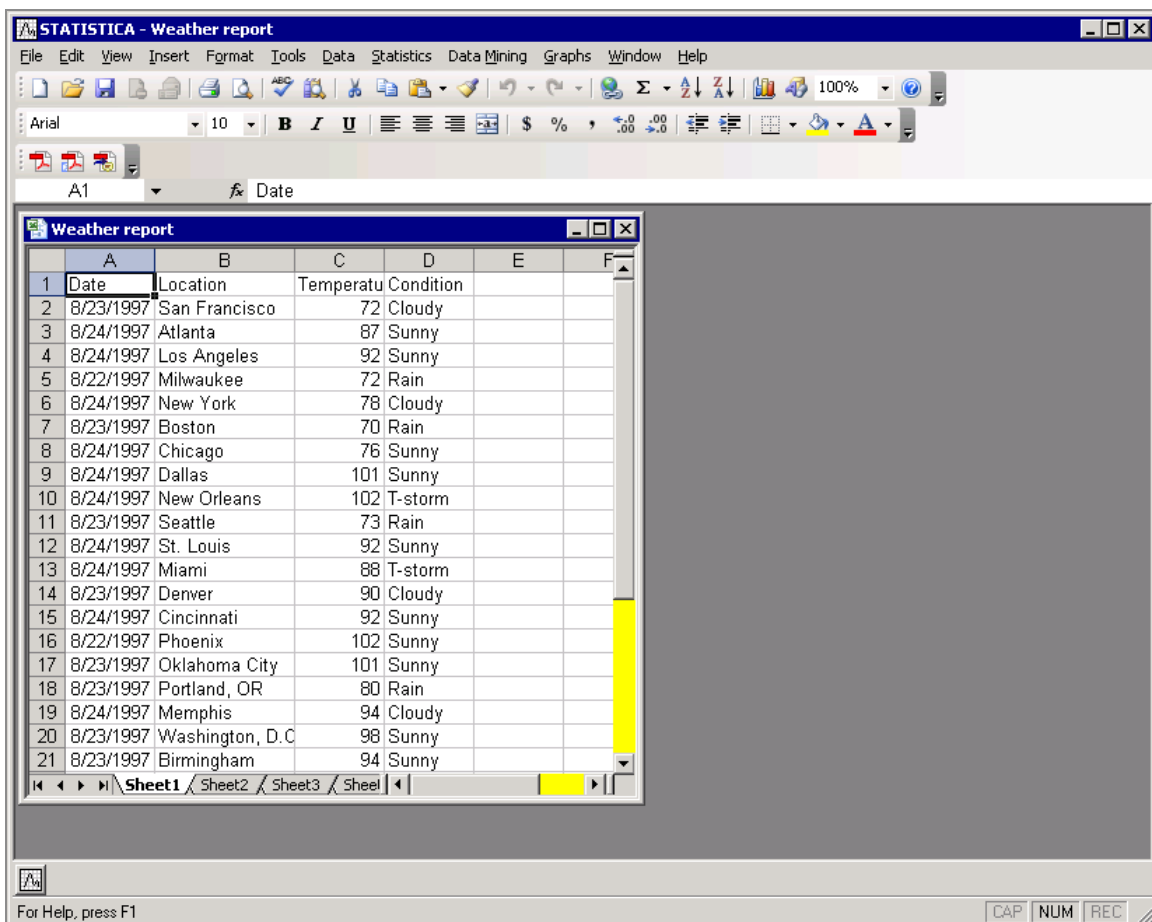 STATISTICA - Weather report
File Edit View Insert Format Tools Data Statistics Data Mining Graphs Window Help
ABC 100%
Arial 10 B I U $ % , .00 .00 A
A1 fx Date
Weather report
A B C D E F
1 Date Location Temperatu Condition
2 8/23/1997 San Francisco 72 Cloudy
3 8/24/1997 Atlanta 87 Sunny
4 8/24/1997 Los Angeles 92 Sunny
5 8/22/1997 Milwaukee 72 Rain
6 8/24/1997 New York 78 Cloudy
7 8/23/1997 Boston 70 Rain
8 8/24/1997 Chicago 76 Sunny
9 8/24/1997 Dallas 101 Sunny
10 8/24/1997 New Orleans 102 T-storm
11 8/23/1997 Seattle 73 Rain
12 8/24/1997 St. Louis 92 Sunny
13 8/24/1997 Miami 88 T-storm
14 8/23/1997 Denver 90 Cloudy
15 8/24/1997 Cincinnati 92 Sunny
16 8/22/1997 Phoenix 102 Sunny
17 8/23/1997 Oklahoma City 101 Sunny
18 8/23/1997 Portland, OR 80 Rain
19 8/24/1997 Memphis 94 Cloudy
20 8/23/1997 Washington, D.C 98 Sunny
21 8/23/1997 Birmingham 94 Sunny
Sheet1 Sheet2 Sheet3 Sheel
For Help, press F1 CAP NUM REC